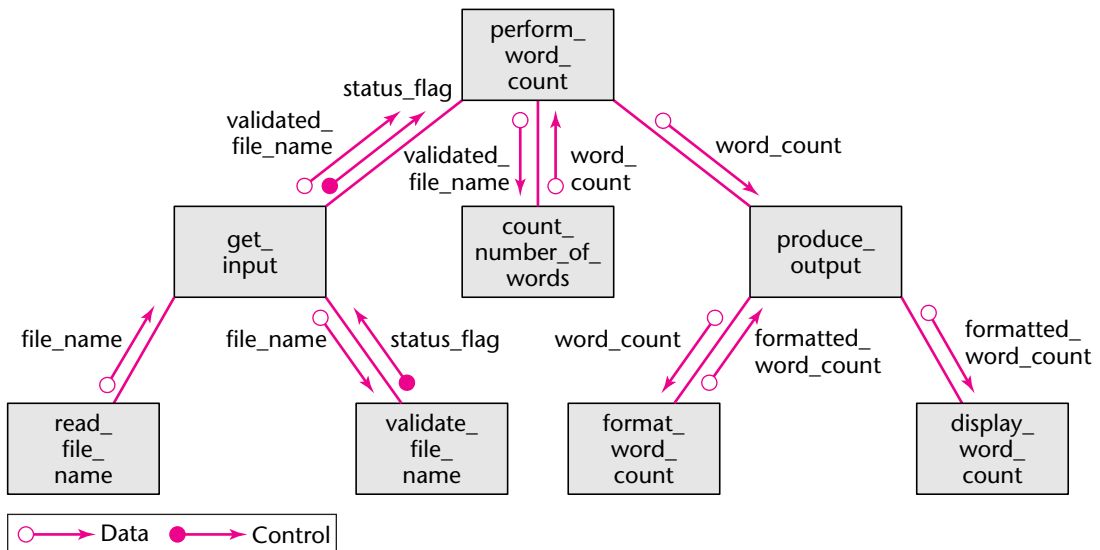 perform_
word_
count
status_flag
validated_
file_name
validated_
file_name
word_
count
word_count
get_
input
count_
number_of_
words
produce_
output
file_name
file_name
status_flag
word_count
formatted_
word_count
formatted_
word_count
read_
file_
name
validate_
file_
name
format_
word_
count
display_
word_
count
Data
Control